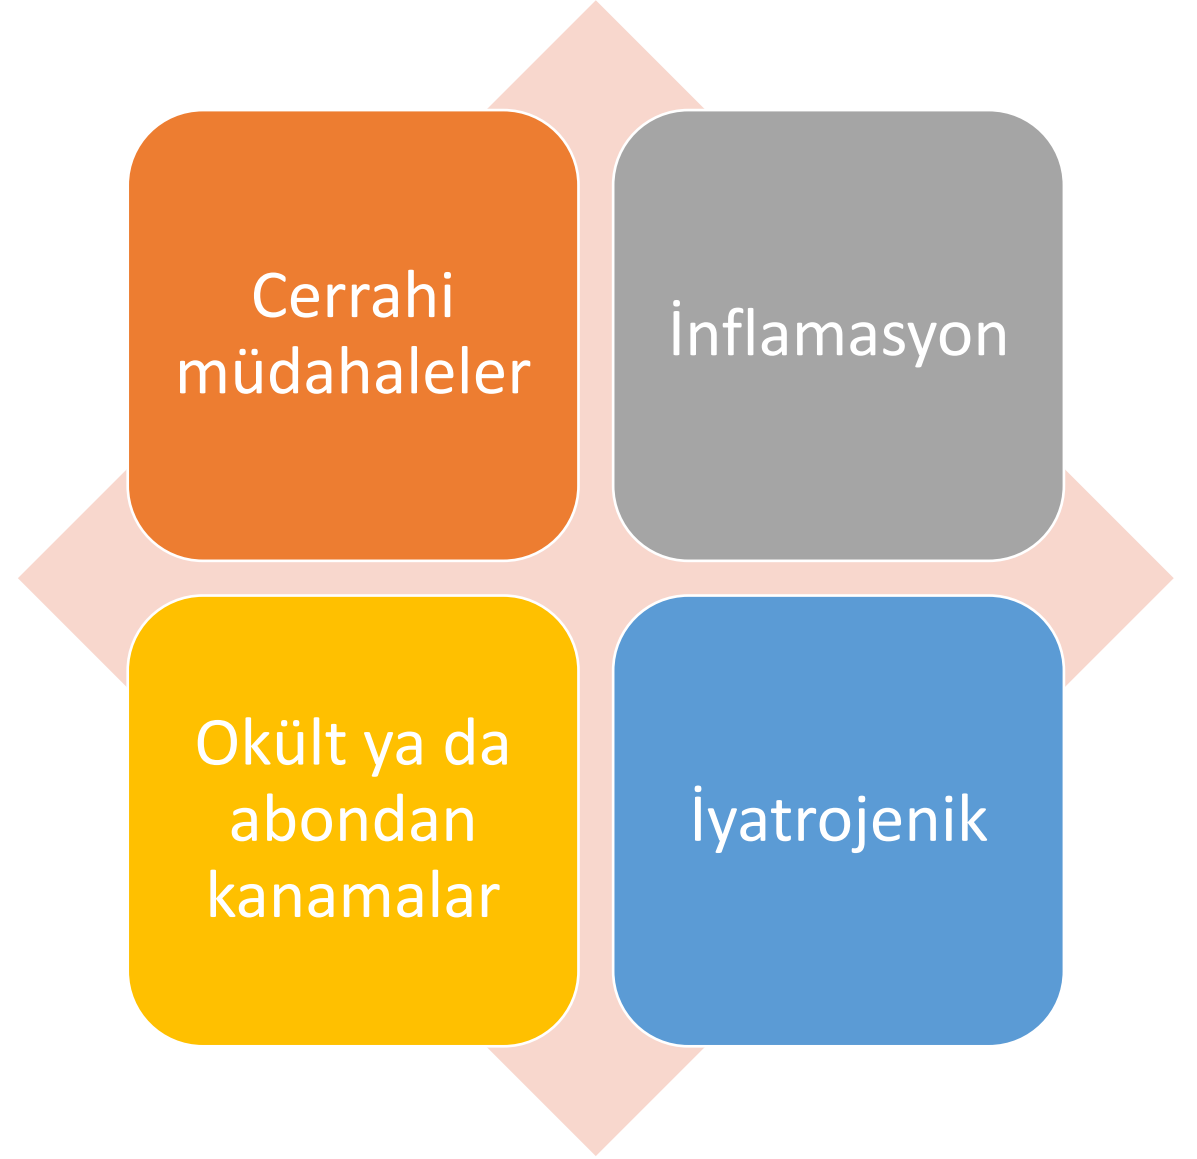 Cerrahi
müdahaleler
İnflamasyon
Okült ya da
abondan
kanamalar
İyatrojenik